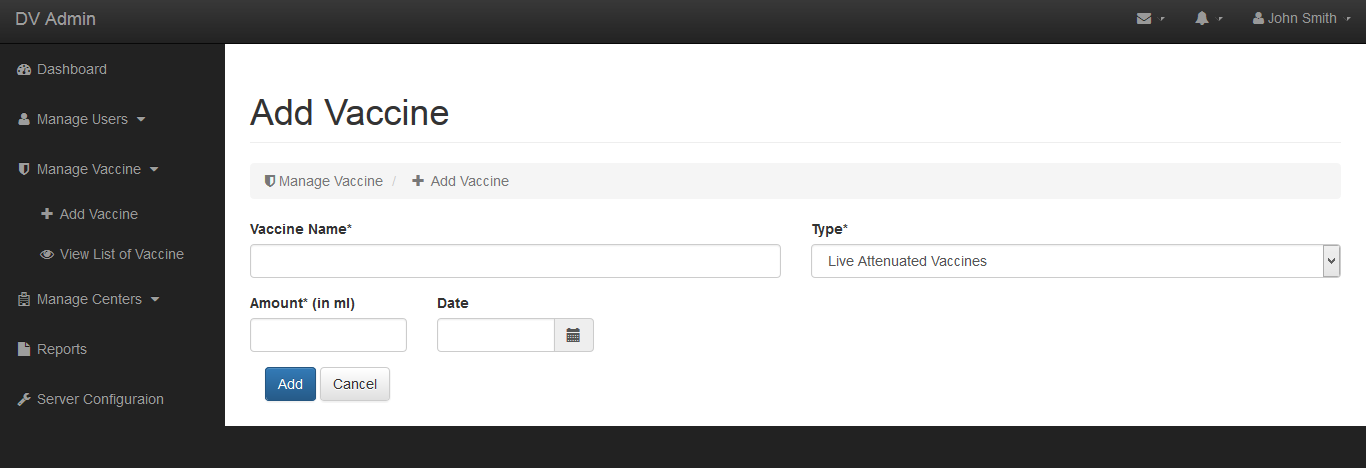 DV Admin
John Smith
Dashboard
Manage Users
Manage Vaccine
Add Vaccine
View List of Vaccine
Manage Centers
Reports
Server Configuraion
Add Vaccine
Manage Vaccine / Add Vaccine
Vaccine Name*
Type*
Live Attenuated Vaccines
Amount* (in ml)
Date
Add
Cancel